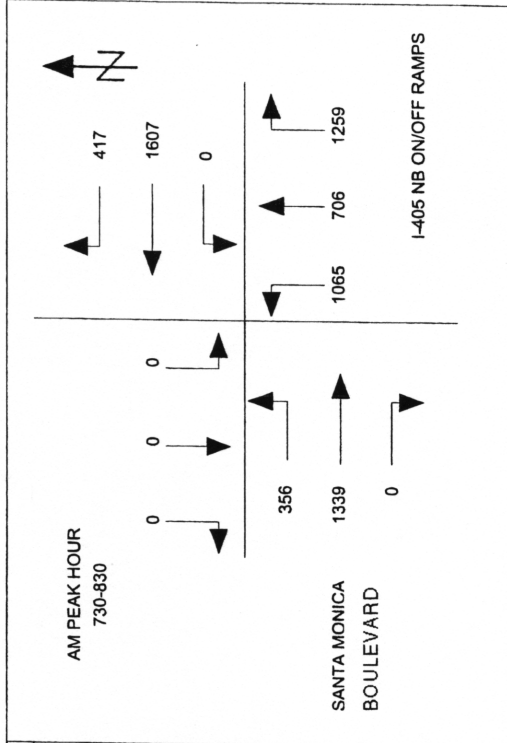 AM PEAK HOUR
730-830
N
417
1607
0
0
0
0
356
1339
0
1065
706
1259
SANTA MONICA
BOULEVARD
I-405 NB ON/OFF RAMPS